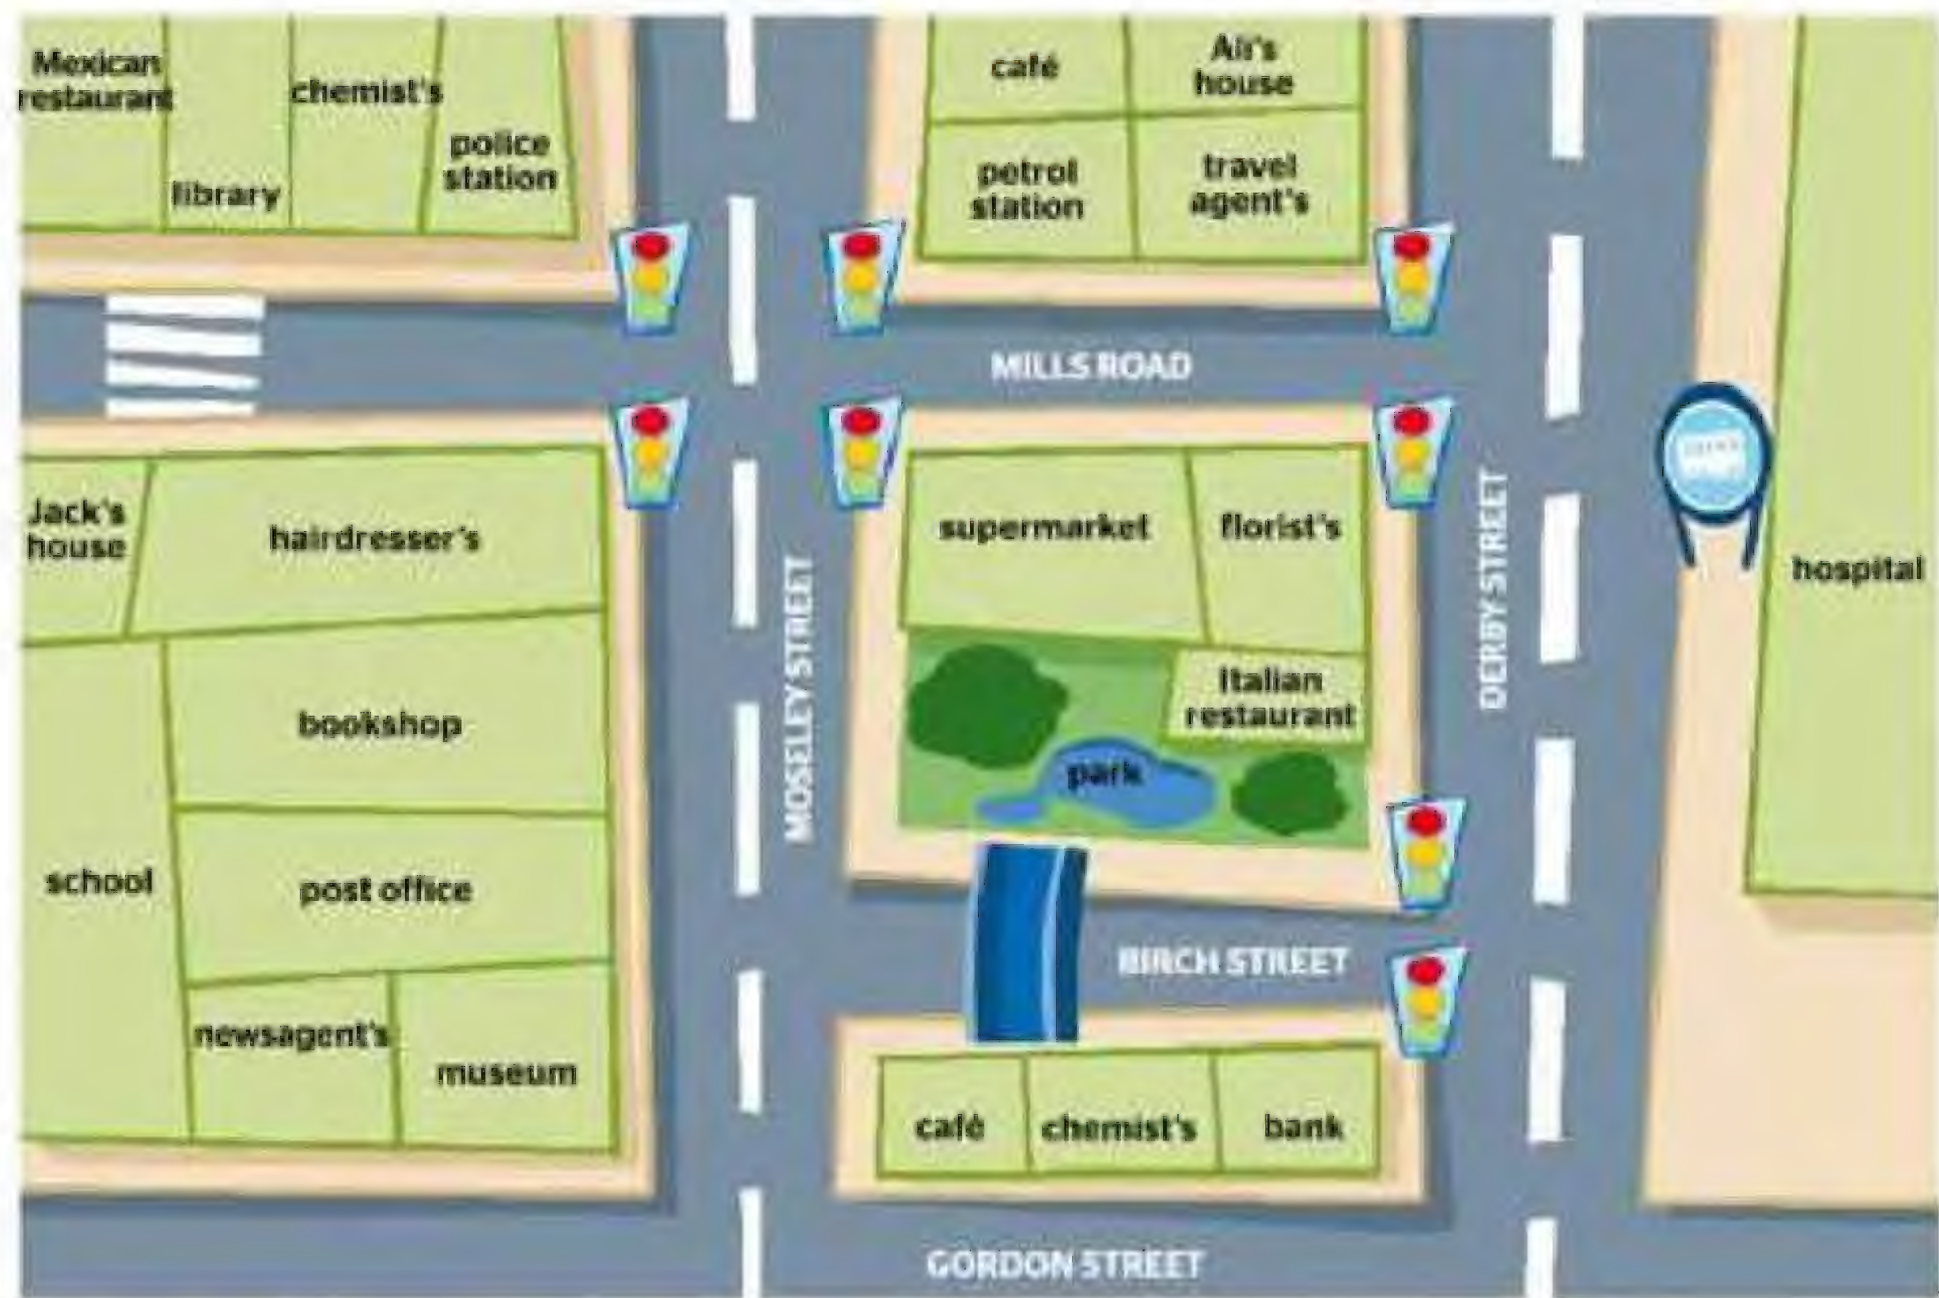 Mexican
restaurant
library
chemist's
police
station
café
Ali's
house
petrol
station
travel
agent's
MILLS ROAD
Jack's
house
hairdresser's
supermarket
florist's
hospital
MOSELEY STREET
DERBY STREET
bookshop
Italian
restaurant
park
school
post office
BIRCH STREET
newsagent's
museum
café
chemist's
bank
GORDON STREET